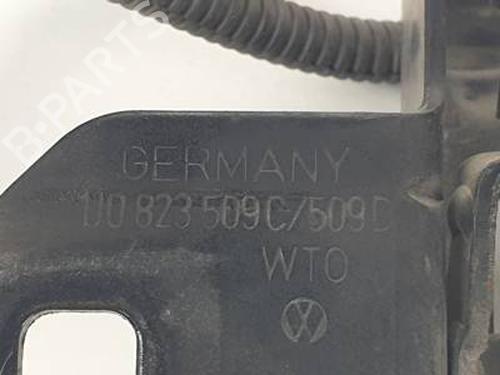 B-PARTS
GERMANY
1J0 823 509 C/509 D
WTO